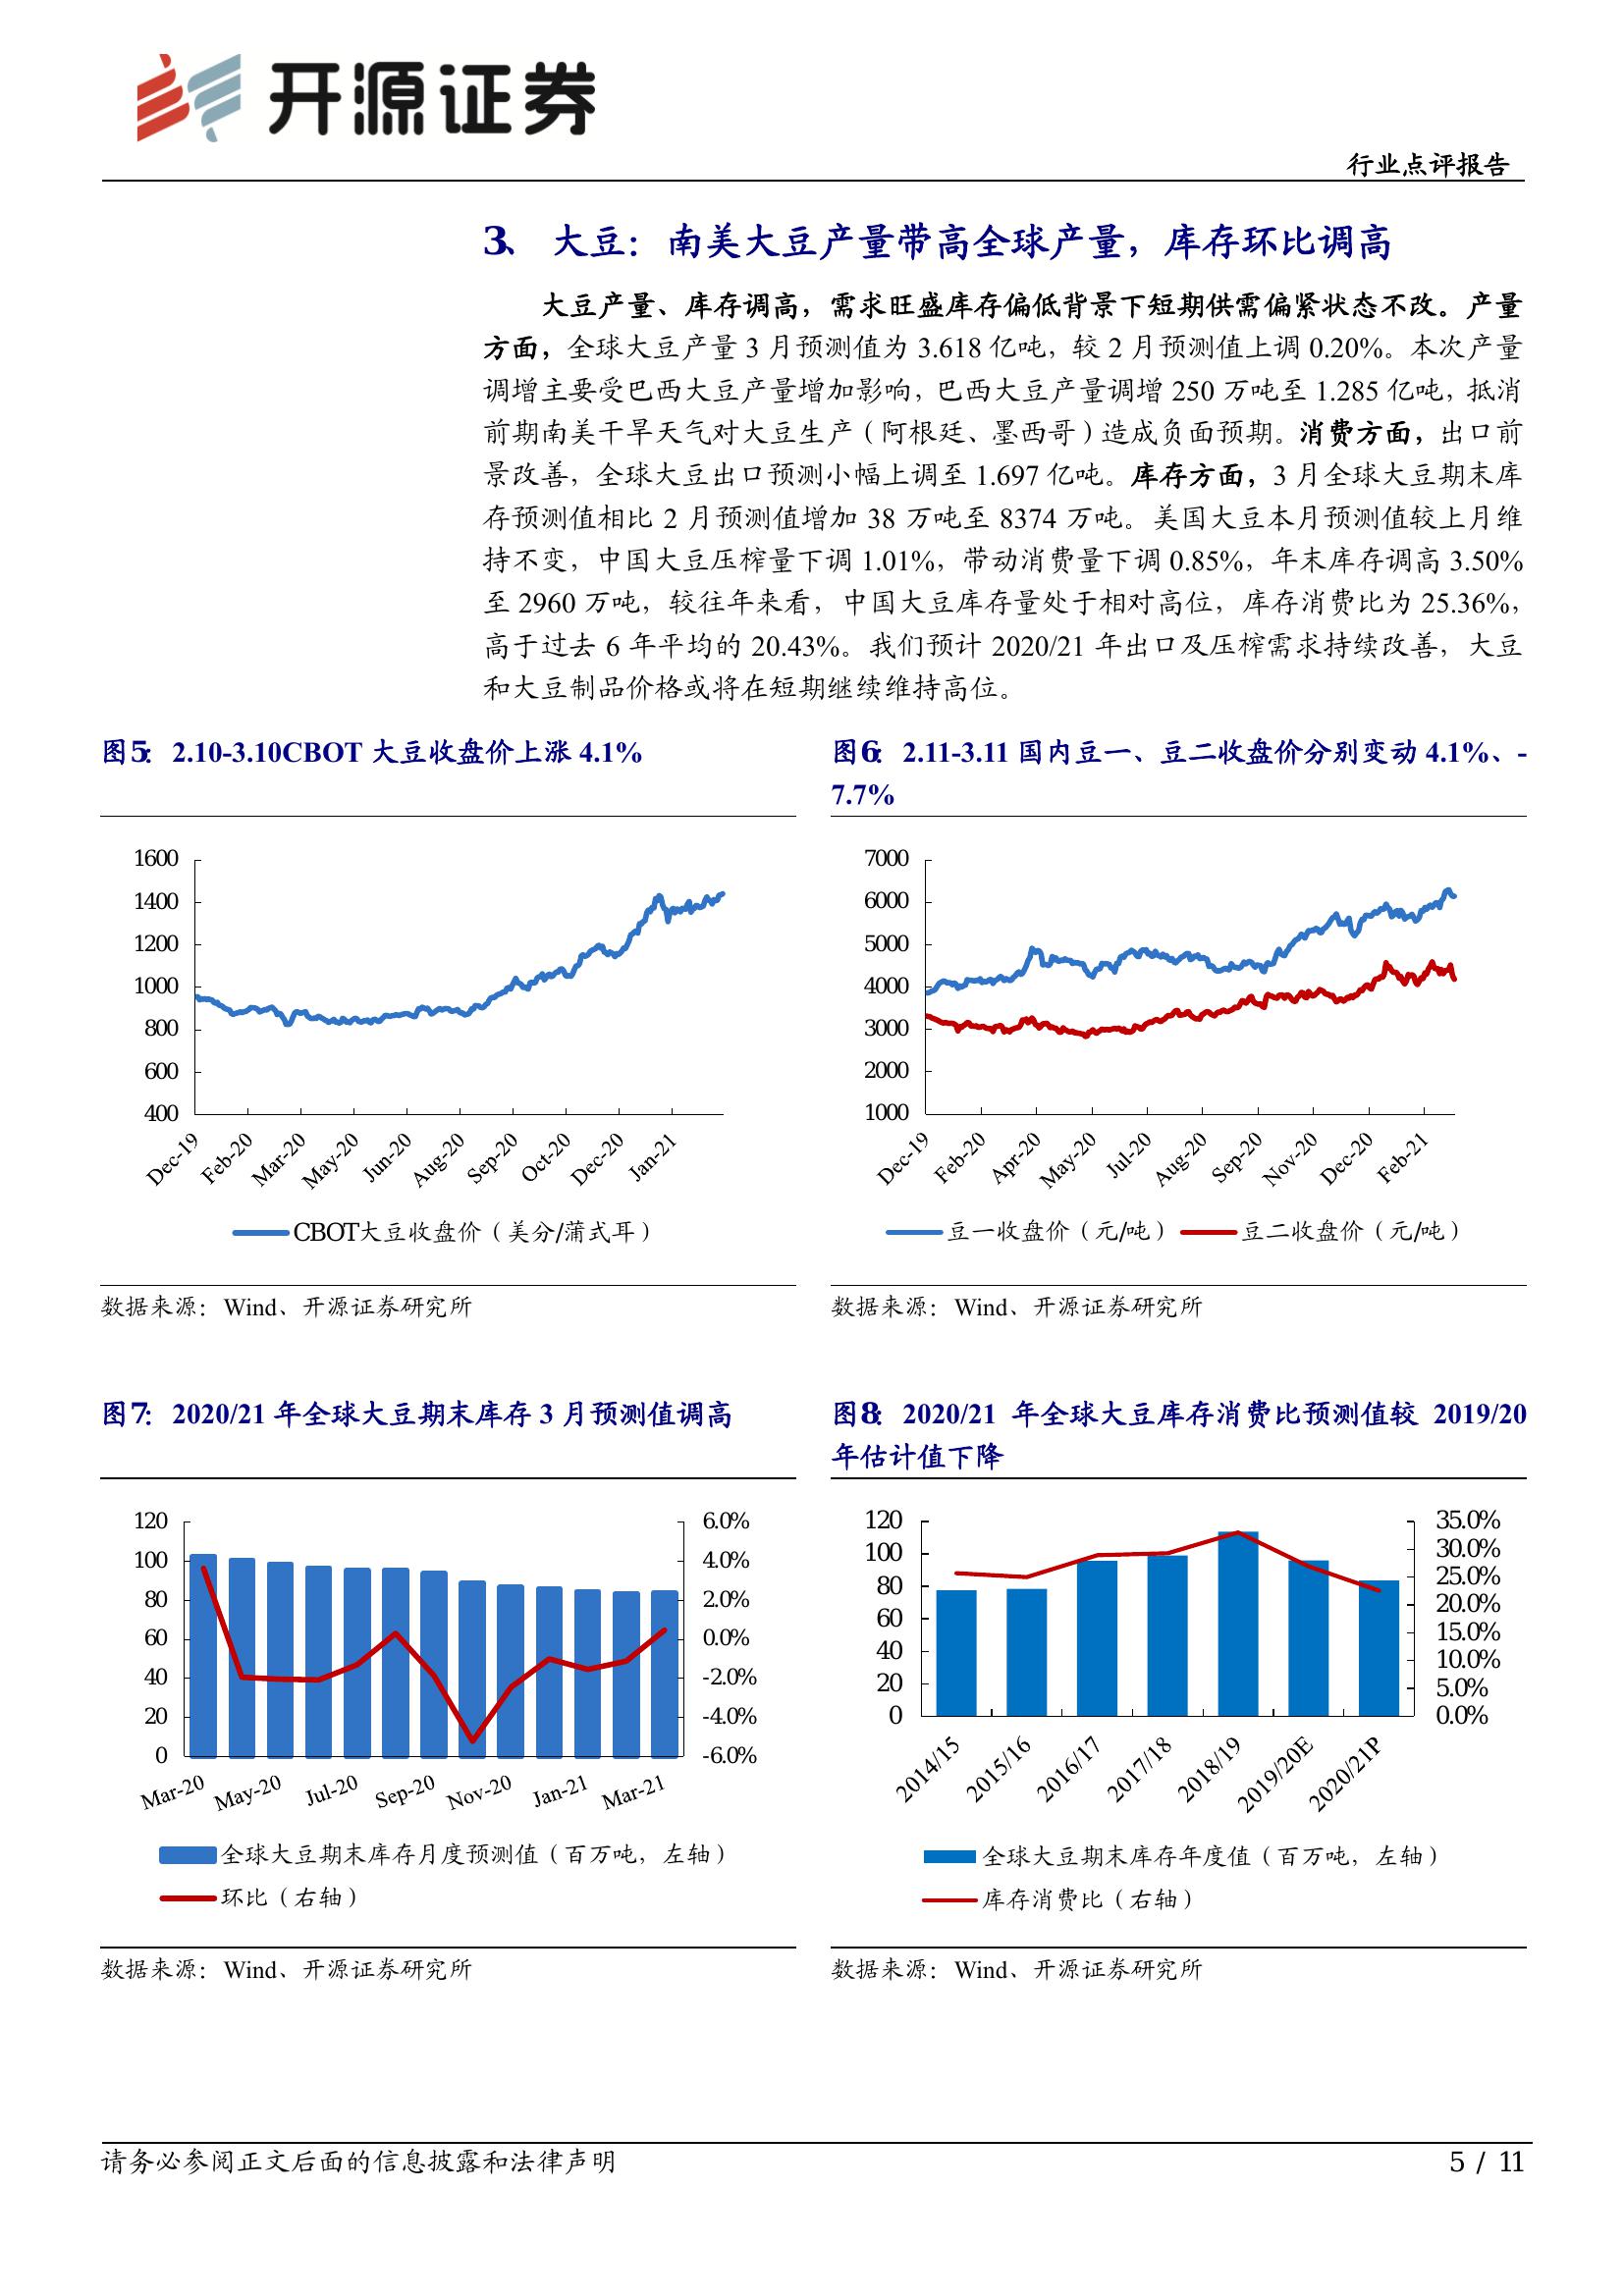 开源证券
行业点评报告
3、 大豆：南美大豆产量带高全球产量，库存环比调高
大豆产量、库存调高，需求旺盛库存偏低背景下短期供需偏紧状态不改。产量
方面，全球大豆产量 3 月预测值为 3.618 亿吨，较 2 月预测值上调 0.20%。本次产量
调增主要受巴西大豆产量增加影响，巴西大豆产量调增 250 万吨至 1.285 亿吨，抵消
前期南美干旱天气对大豆生产（阿根廷、墨西哥）造成负面预期。消费方面，出口前
景改善，全球大豆出口预测小幅上调至 1.697 亿吨。库存方面，3 月全球大豆期末库
存预测值相比 2 月预测值增加 38 万吨至 8374 万吨。美国大豆本月预测值较上月维
持不变，中国大豆压榨量下调 1.01%，带动消费量下调 0.85%，年末库存调高 3.50%
至 2960 万吨，较往年来看，中国大豆库存量处于相对高位，库存消费比为 25.36%，
高于过去 6 年平均的 20.43%。我们预计 2020/21 年出口及压榨需求持续改善，大豆
和大豆制品价格或将在短期继续维持高位。
图5： 2.10-3.10CBOT 大豆收盘价上涨 4.1%
1600
1400
1200
1000
800
600
400
Dec-19 Feb-20 Mar-20 May-20 Jun-20 Aug-20 Sep-20 Oct-20 Dec-20 Jan-21
CBOT大豆收盘价（美分/蒲式耳）
数据来源：Wind、开源证券研究所
图6： 2.11-3.11 国内豆一、豆二收盘价分别变动 4.1%、-
7.7%
7000
6000
5000
4000
3000
2000
1000
Dec-19 Feb-20 Apr-20 May-20 Jul-20 Aug-20 Sep-20 Nov-20 Dec-20 Feb-21
豆一收盘价（元/吨） 豆二收盘价（元/吨）
数据来源：Wind、开源证券研究所
图7： 2020/21 年全球大豆期末库存 3 月预测值调高
120 6.0%
100 4.0%
80 2.0%
60 0.0%
40 -2.0%
20 -4.0%
0 -6.0%
Mar-20 May-20 Jul-20 Sep-20 Nov-20 Jan-21 Mar-21
全球大豆期末库存月度预测值（百万吨，左轴）
环比（右轴）
数据来源：Wind、开源证券研究所
图8： 2020/21 年全球大豆库存消费比预测值较 2019/20
年估计值下降
120
100
80
60
40
20
0
35.0%
30.0%
25.0%
20.0%
15.0%
10.0%
5.0%
0.0%
2014/15 2015/16 2016/17 2017/18 2018/19 2019/20E 2020/21P
全球大豆期末库存年度值（百万吨，左轴）
库存消费比（右轴）
数据来源：Wind、开源证券研究所
请务必参阅正文后面的信息披露和法律声明
5 / 11